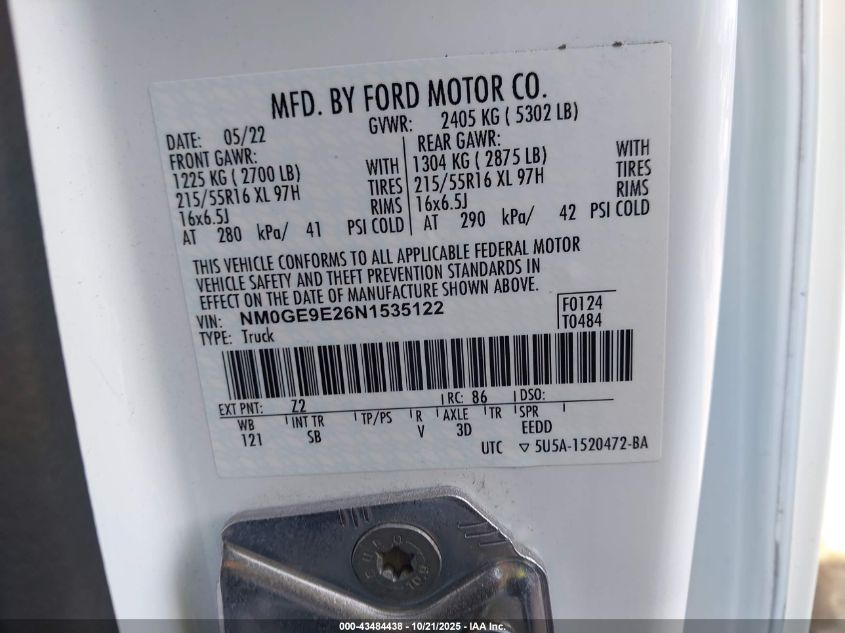 MFD. BY FORD MOTOR CO.
DATE: 05/22 GVWR: 2405 KG ( 5302 LB)
FRONT GAWR: REAR GAWR:
1225 KG ( 2700 LB) WITH 1304 KG ( 2875 LB) WITH
215/55R16 XL 97H TIRES 215/55R16 XL 97H TIRES
16x6.5J RIMS 16x6.5J RIMS
AT 280 kPa/ 41 PSI COLD AT 290 kPa/ 42 PSI COLD
THIS VEHICLE CONFORMS TO ALL APPLICABLE FEDERAL MOTOR
VEHICLE SAFETY AND THEFT PREVENTION STANDARDS IN
EFFECT ON THE DATE OF MANUFACTURE SHOWN ABOVE.
VIN: NM0GE9E26N1535122 F0124
TYPE: Truck T0484
EXT PNT: Z2 RC: 86 DSO:
WB INT TR TP/PS R AXLE TR SPR
121 SB V 3D EEDD
UTC ▽ 5U5A-1520472-BA
10.9
000-43484438 - 10/21/2025 - IAA Inc.